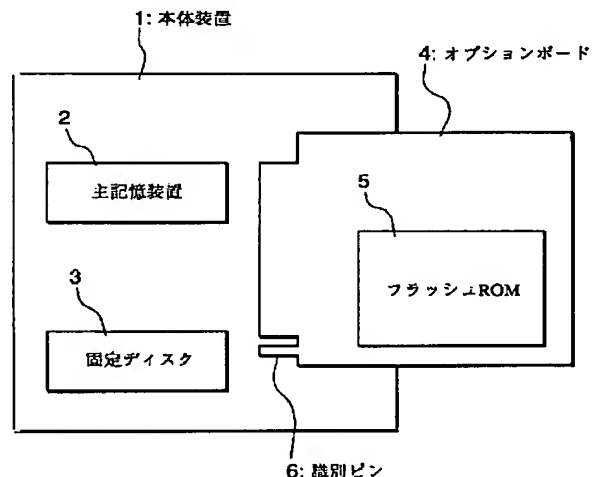 1: 本体装置
4: オプションボード
2
主記憶装置
5
フラッシュROM
3
固定ディスク
6: 識別ピン